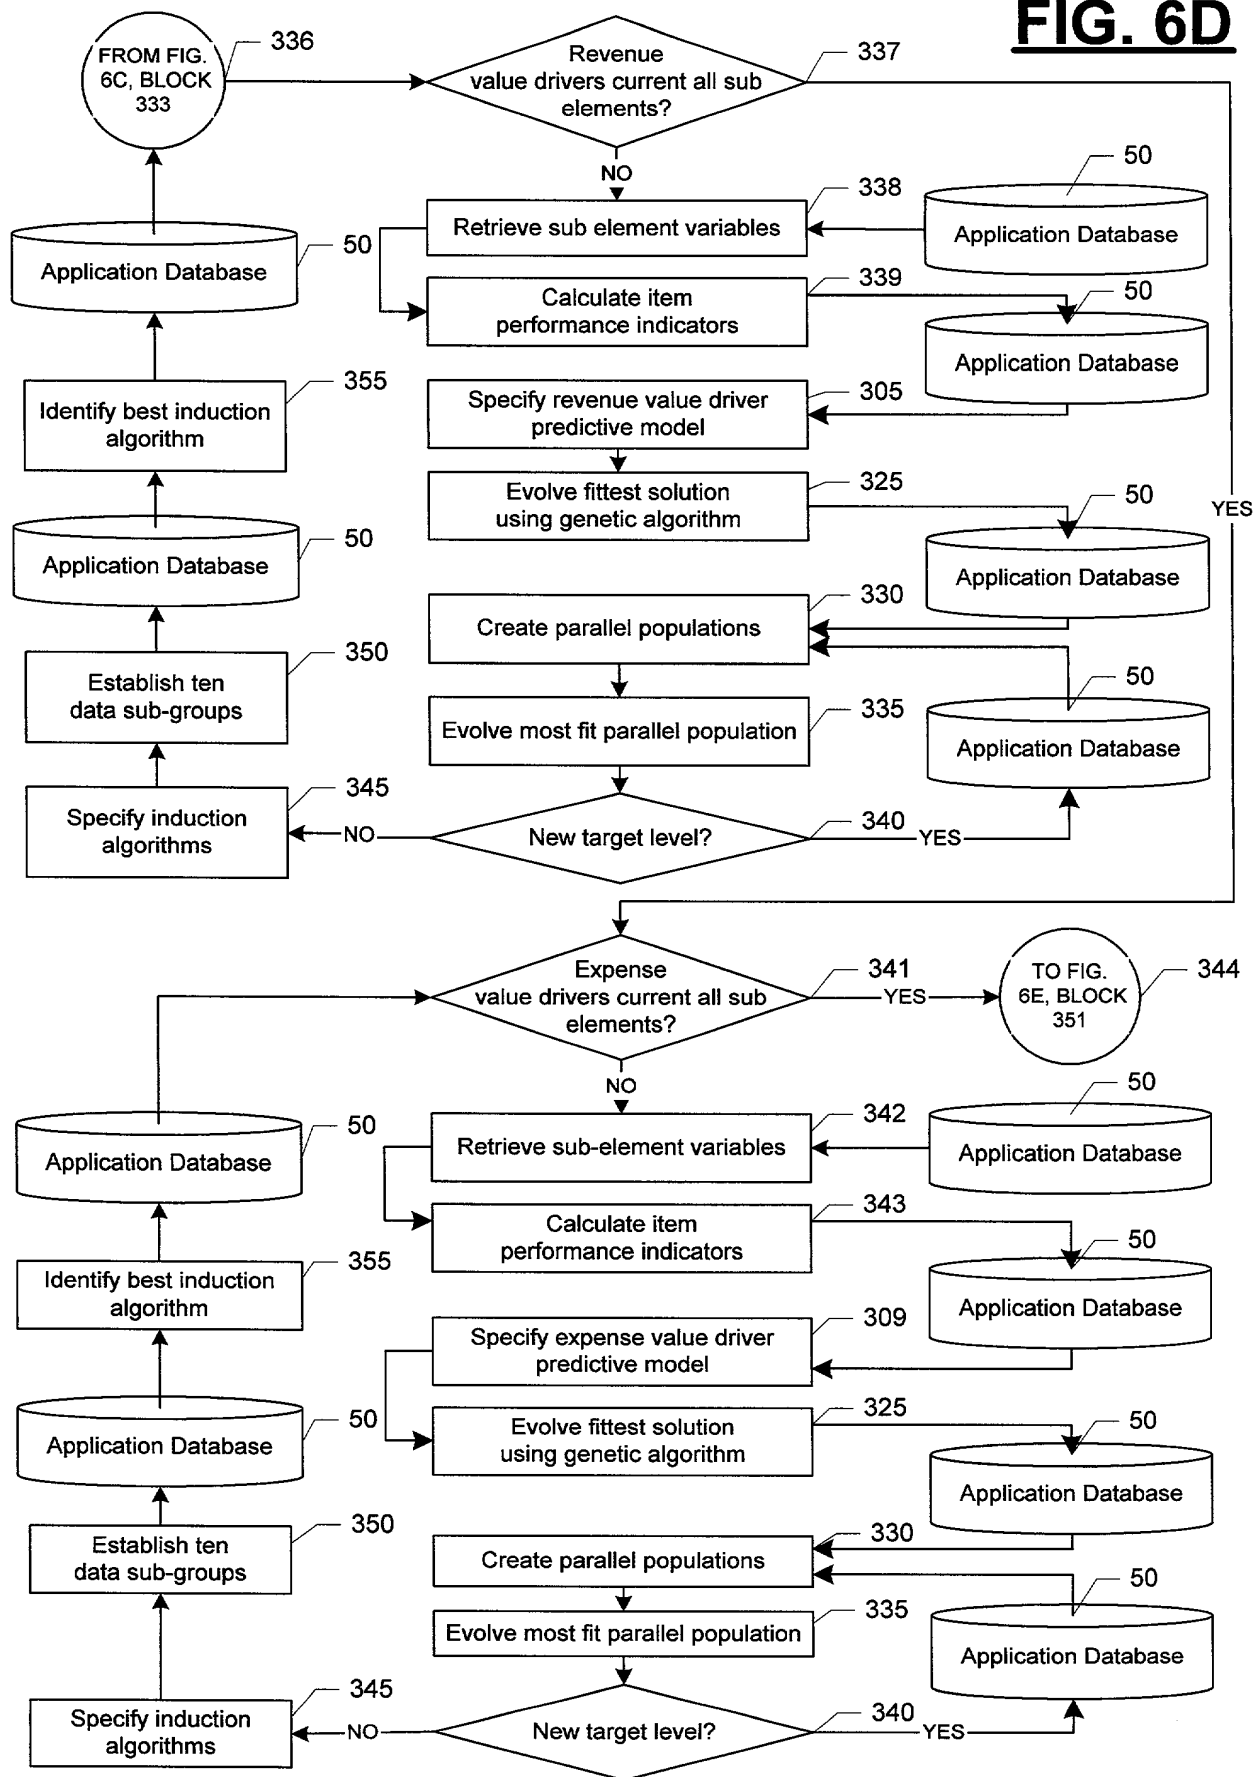 FIG. 6D
FROM FIG.
6C, BLOCK
333
336
Revenue
value drivers current all sub
elements?
337
NO
YES
Retrieve sub element variables
338
Application Database
50
Calculate item
performance indicators
339
Application Database
50
Application Database
50
Specify revenue value driver
predictive model
305
Identify best induction
algorithm
355
Evolve fittest solution
using genetic algorithm
325
Application Database
50
Application Database
50
Create parallel populations
330
Establish ten
data sub-groups
350
Evolve most fit parallel population
335
Application Database
50
Specify induction
algorithms
345
NO
New target level?
340
YES
Expense
value drivers current all sub
elements?
341
YES
TO FIG.
6E, BLOCK
351
344
NO
Retrieve sub-element variables
342
Application Database
50
Application Database
50
Calculate item
performance indicators
343
Application Database
50
Identify best induction
algorithm
355
Specify expense value driver
predictive model
309
Application Database
50
Evolve fittest solution
using genetic algorithm
325
Application Database
50
Establish ten
data sub-groups
350
Create parallel populations
330
Evolve most fit parallel population
335
Application Database
50
Specify induction
algorithms
345
NO
New target level?
340
YES